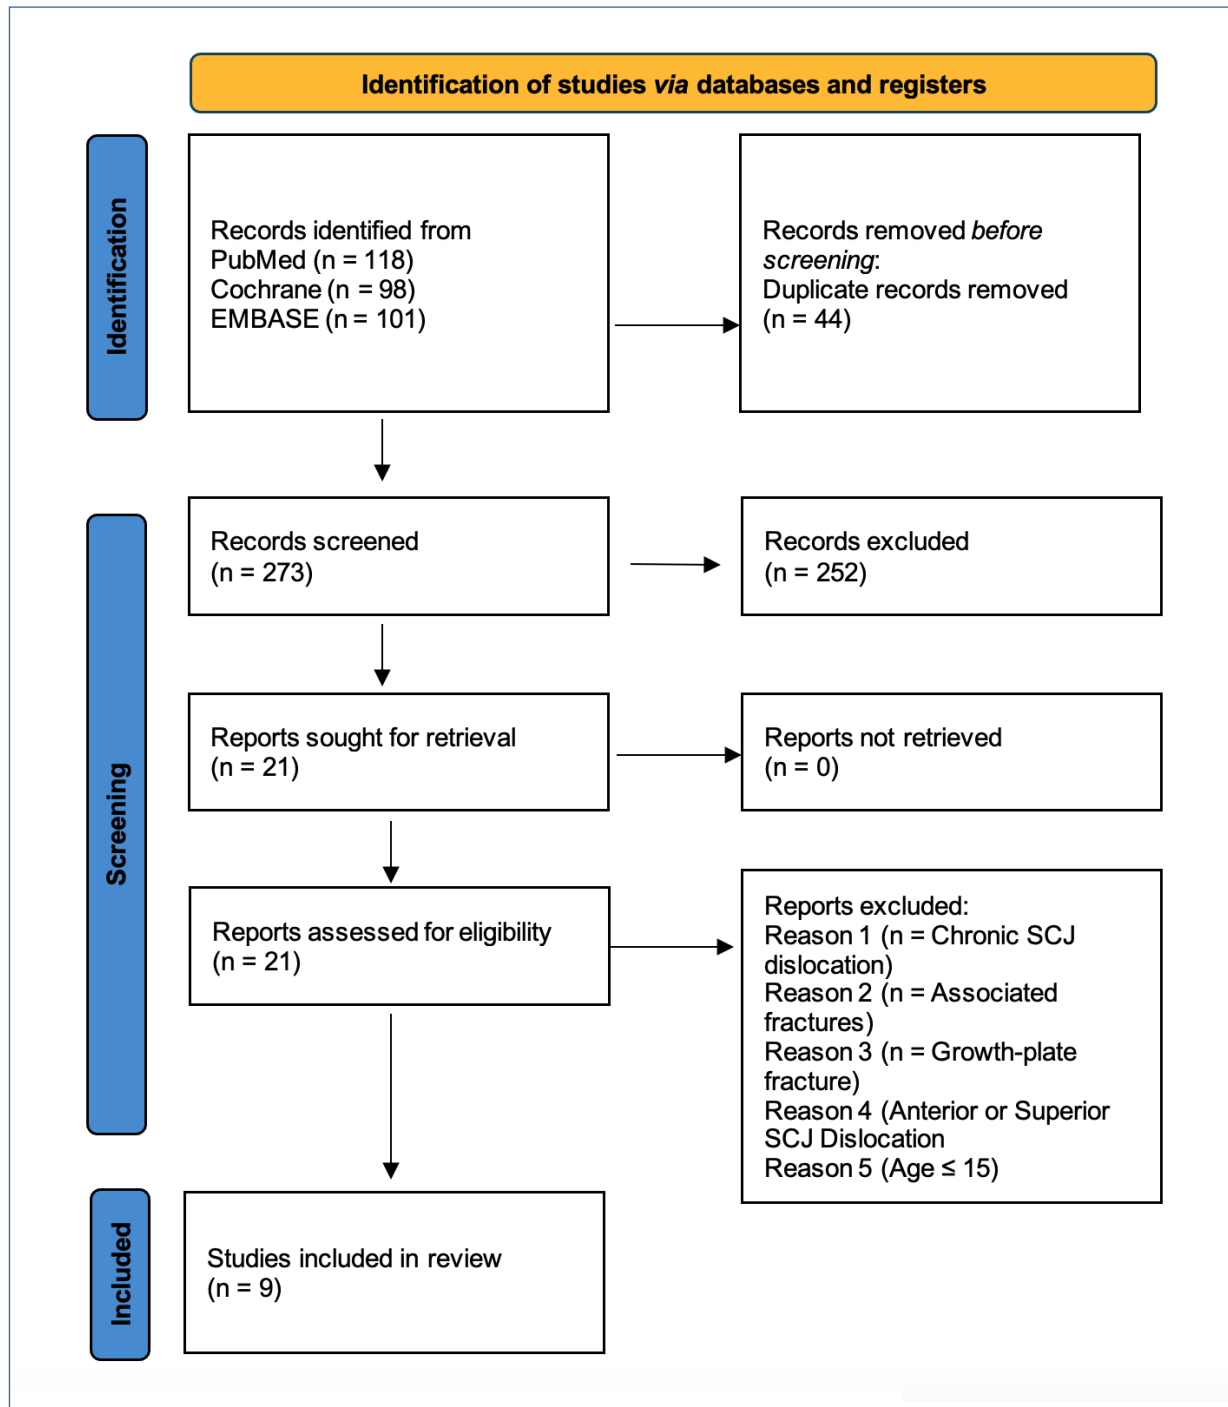 Identification of studies via databases and registers
Identification
Records identified from
PubMed (n = 118)
Cochrane (n = 98)
EMBASE (n = 101)
Records removed before
screening:
Duplicate records removed
(n = 44)
Screening
Records screened
(n = 273)
Records excluded
(n = 252)
Reports sought for retrieval
(n = 21)
Reports not retrieved
(n = 0)
Reports assessed for eligibility
(n = 21)
Reports excluded:
Reason 1 (n = Chronic SCJ
dislocation)
Reason 2 (n = Associated
fractures)
Reason 3 (n = Growth-plate
fracture)
Reason 4 (Anterior or Superior
SCJ Dislocation
Reason 5 (Age ≤ 15)
Included
Studies included in review
(n = 9)